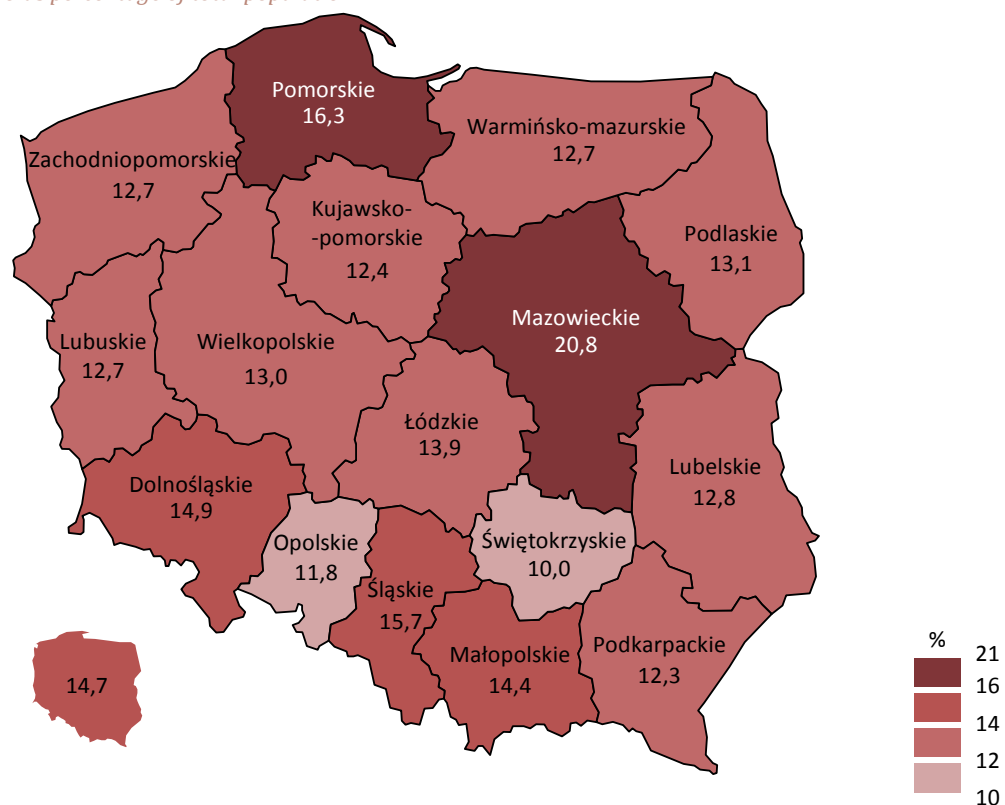 Pomorskie
16,3
Warmińsko-mazurskie
12,7
Zachodniopomorskie
12,7
Kujawsko-
-pomorskie
12,4
Podlaskie
13,1
Mazowieckie
20,8
Lubuskie
12,7
Wielkopolskie
13,0
Łódzkie
13,9
Lubelskie
12,8
Dolnośląskie
14,9
Opolskie
11,8
Świętokrzyskie
10,0
Śląskie
15,7
Małopolskie
14,4
Podkarpackie
12,3
14,7
%
21
16
14
12
10